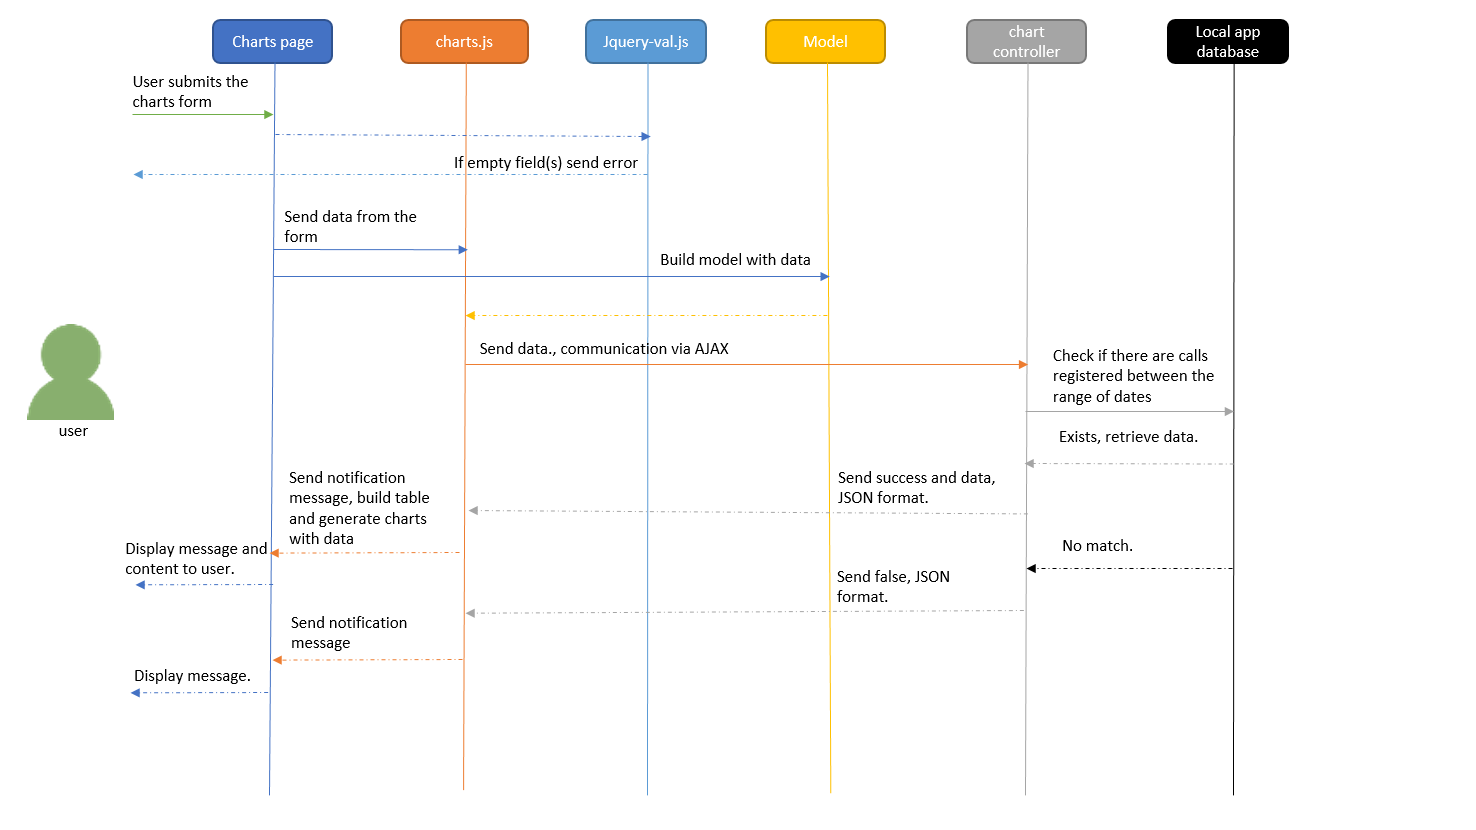 Charts page
charts.js
Jquery-val.js
Model
chart
controller
Local app
database
User submits the
charts form
If empty field(s) send error
Send data from the
form
Build model with data
Send data., communication via AJAX
Check if there are calls
registered between the
range of dates
user
Exists, retrieve data.
Send notification
message, build table
and generate charts
with data
Send success and data,
JSON format.
Display message and
content to user.
No match.
Send false, JSON
format.
Send notification
message
Display message.